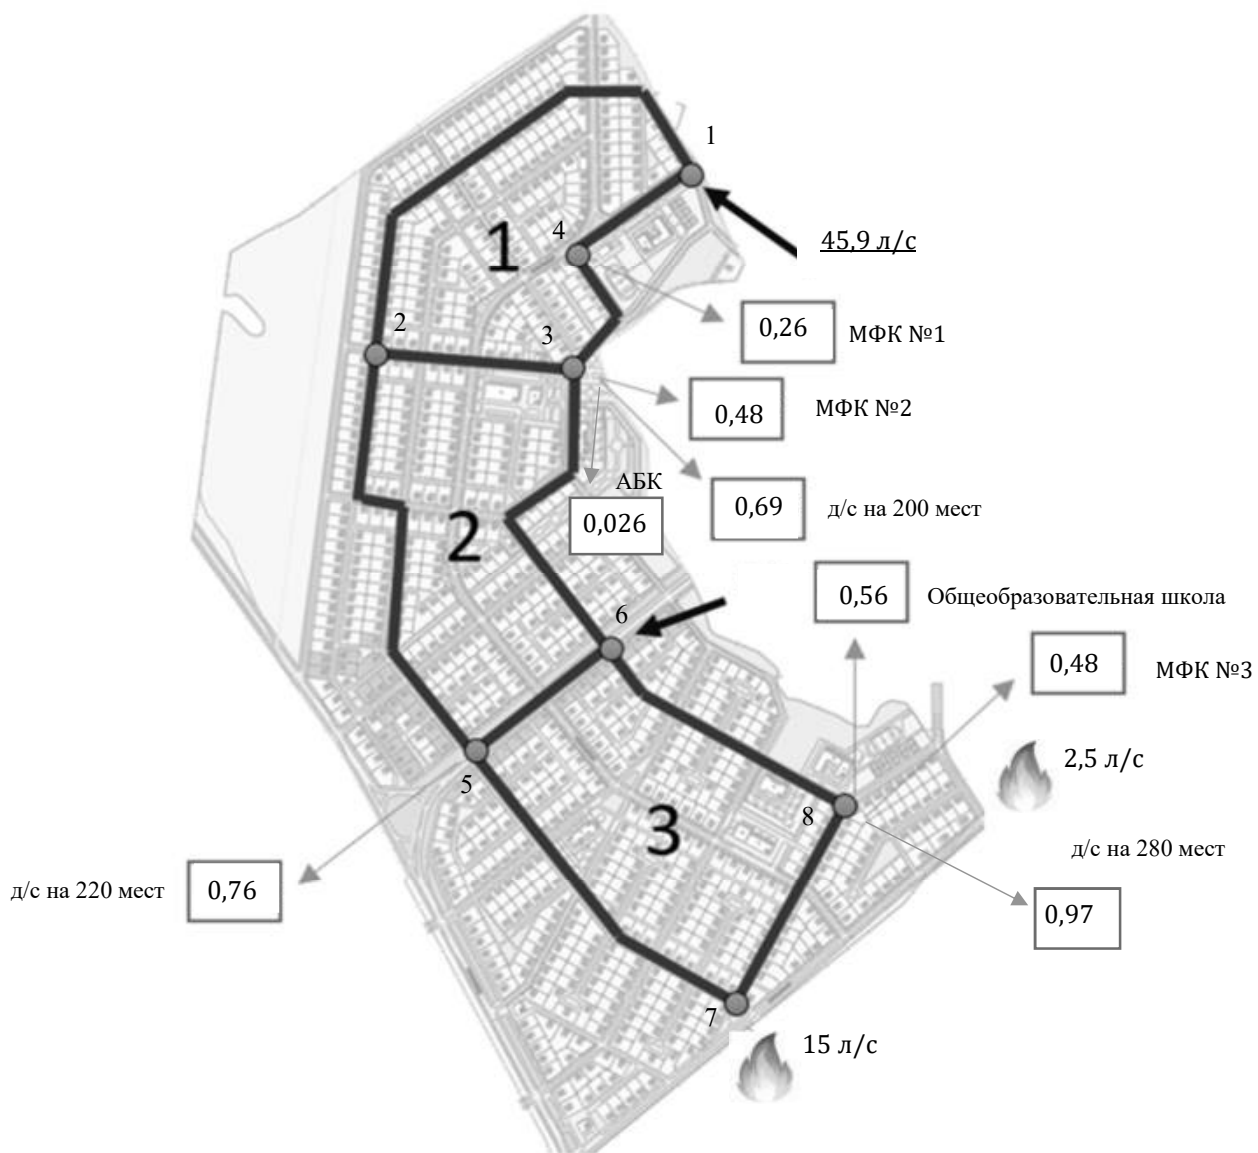 1
45,9 л/с
4
1
0,26 МФК №1
2
3
0,48 МФК №2
АБК
0,69 д/с на 200 мест
0,026
2
0,56 Общеобразовательная школа
6
0,48 МФК №3
2,5 л/с
5
8
3
д/с на 280 мест
д/с на 220 мест 0,76
0,97
7
15 л/с